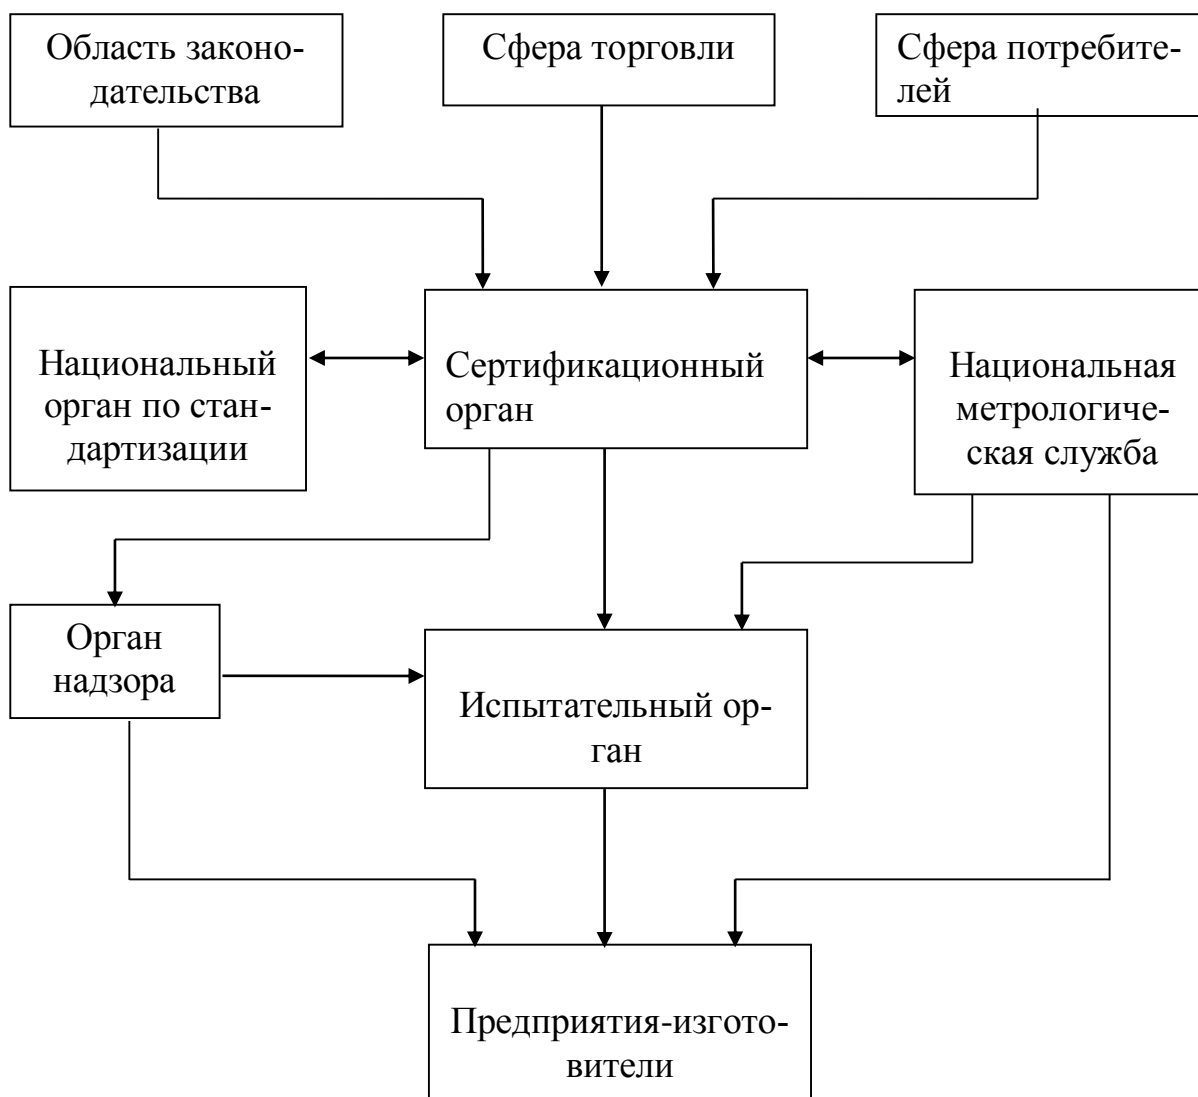 Область законо-
дательства
Сфера торговли
Сфера потребите-
лей
Национальный
орган по стан-
дартизации
Сертификационный
орган
Национальная
метрологиче-
ская служба
Орган
надзора
Испытательный ор-
ган
Предприятия-изгото-
вители